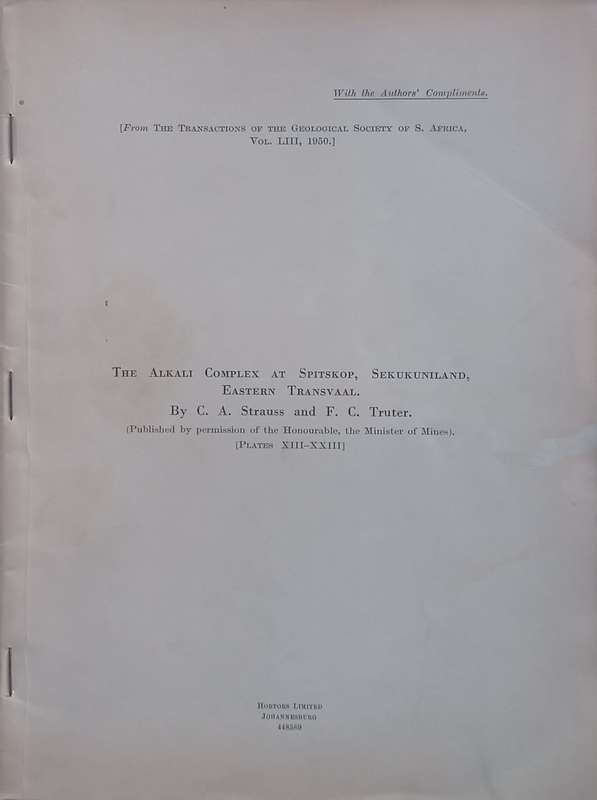 With the Authors' Compliments.
[From The Transactions of the Geological Society of S. Africa,
Vol. LIII, 1950.]
The Alkali Complex at Spitskop, Sekukuniland,
Eastern Transvaal.
By C. A. Strauss and F. C. Truter.
(Published by permission of the Honourable, the Minister of Mines).
[Plates XIII–XXIII]
Hortors Limited
Johannesburg
448589